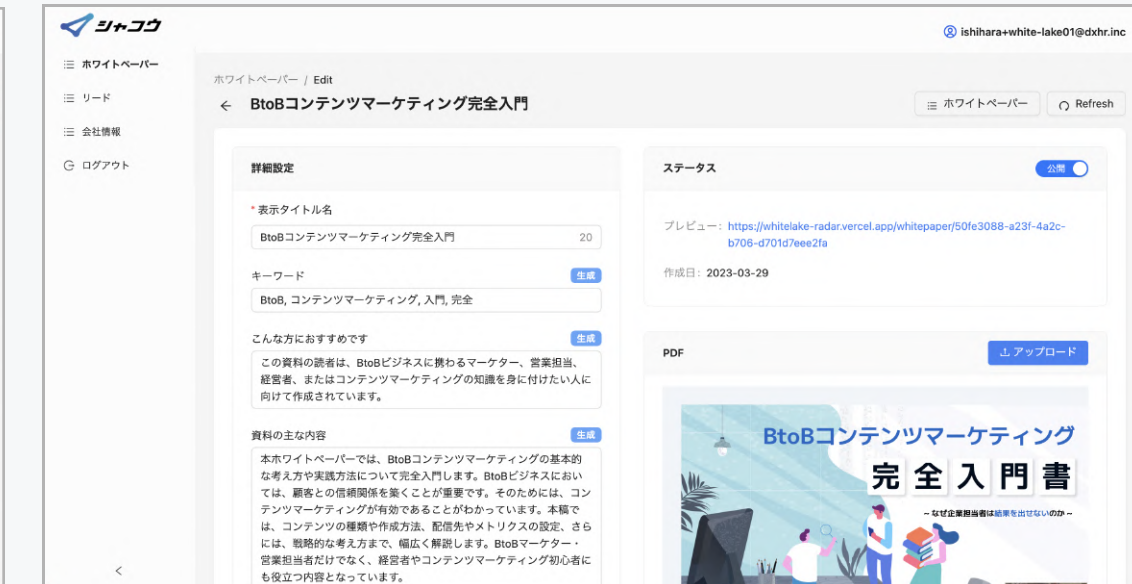 シャコウ
ishihara+white-lake01@dxhr.inc
ホワイトペーパー
リード
会社情報
ログアウト
ホワイトペーパー / Edit
← BtoBコンテンツマーケティング完全入門
ホワイトペーパー
Refresh
詳細設定
* 表示タイトル名
BtoBコンテンツマーケティング完全入門 20
キーワード 生成
BtoB, コンテンツマーケティング, 入門, 完全
こんな方におすすめです 生成
この資料の読者は、BtoBビジネスに携わるマーケター、営業担当、
経営者、またはコンテンツマーケティングの知識を身に付けたい人に
向けて作成されています。
資料の主な内容 生成
本ホワイトペーパーでは、BtoBコンテンツマーケティングの基本的
な考え方や実践方法について完全入門します。BtoBビジネスにおい
ては、顧客との信頼関係を築くことが重要です。そのためには、コン
テンツマーケティングが有効であることがわかっています。本稿で
は、コンテンツの種類や作成方法、配信先やメトリクスの設定、さら
には、戦略的な考え方まで、幅広く解説します。BtoBマーケター・
営業担当者だけでなく、経営者やコンテンツマーケティング初心者に
も役立つ内容となっています。
ステータス 公開
プレビュー: https://whitelake-radar.vercel.app/whitepaper/50fe3088-a23f-4a2c-
b706-d701d7eee2fa
作成日: 2023-03-29
PDF アップロード
BtoBコンテンツマーケティング
完全入門書
~ なぜ企業担当者は結果を出せないのか ~